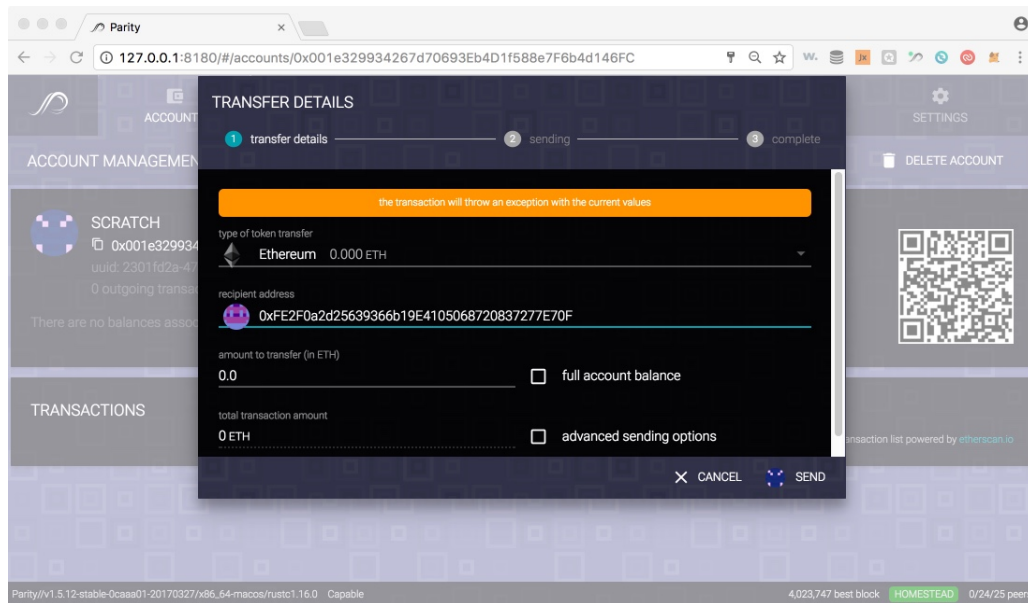 Parity
127.0.0.1:8180/#/accounts/0x001e329934267d70693Eb4D1f588e7F6b4d146FC
W.
JX
ACCOUNT
SETTINGS
TRANSFER DETAILS
1 transfer details
2 sending
3 complete
ACCOUNT MANAGEMEN
DELETE ACCOUNT
the transaction will throw an exception with the current values
SCRATCH
0x001e329934
uuid: 2301fd2a-47
0 outgoing transac
There are no balances assoc
type of token transfer
Ethereum 0.000 ETH
recipient address
0xFE2F0a2d25639366b19E4105068720837277E70F
amount to transfer (in ETH)
0.0
full account balance
total transaction amount
0 ETH
advanced sending options
TRANSACTIONS
ansaction list powered by etherscan.io
CANCEL
SEND
Parity//v1.5.12-stable-0caaa01-20170327/x86_64-macos/rustc1.16.0 Capable
4,023,747 best block HOMESTEAD 0/24/25 peer